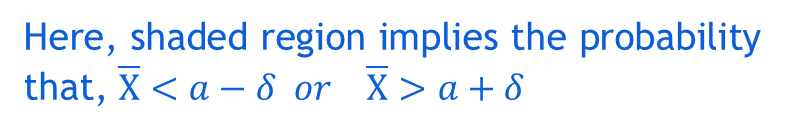 Here, shaded region implies the probability
that, X̅ < a − δ or X̅ > a + δ